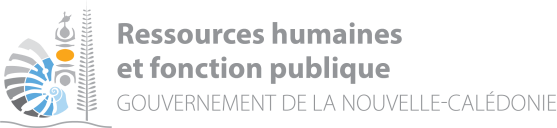 Ressources humaines
et fonction publique
GOUVERNEMENT DE LA NOUVELLE-CALÉDONIE